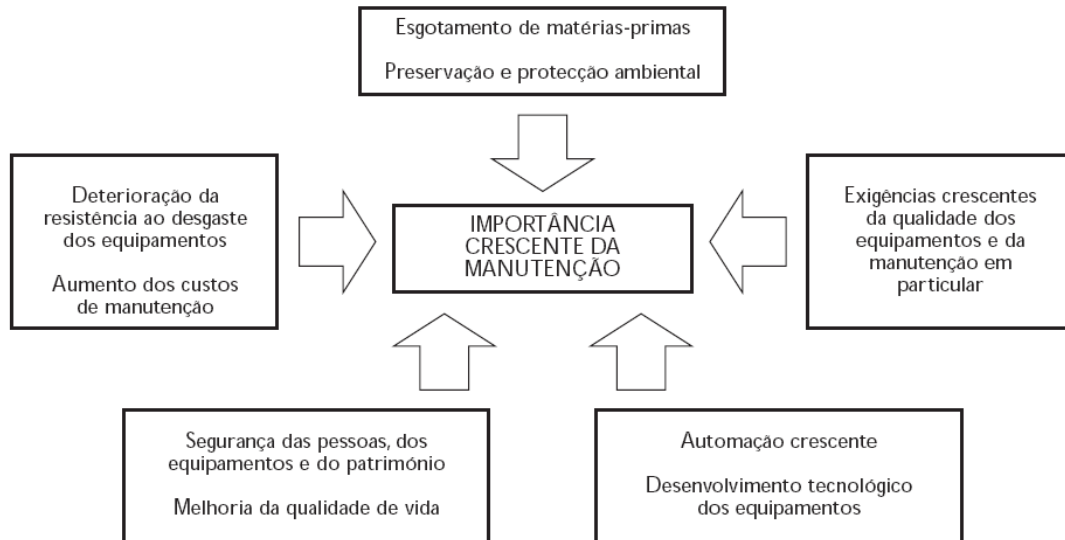 Esgotamento de matérias-primas
Preservação e protecção ambiental
Deterioração da
resistência ao desgaste
dos equipamentos
Aumento dos custos
de manutenção
IMPORTÂNCIA
CRESCENTE DA
MANUTENÇÃO
Exigências crescentes
da qualidade dos
equipamentos e da
manutenção em
particular
Segurança das pessoas, dos
equipamentos e do património
Melhoria da qualidade de vida
Automação crescente
Desenvolvimento tecnológico
dos equipamentos